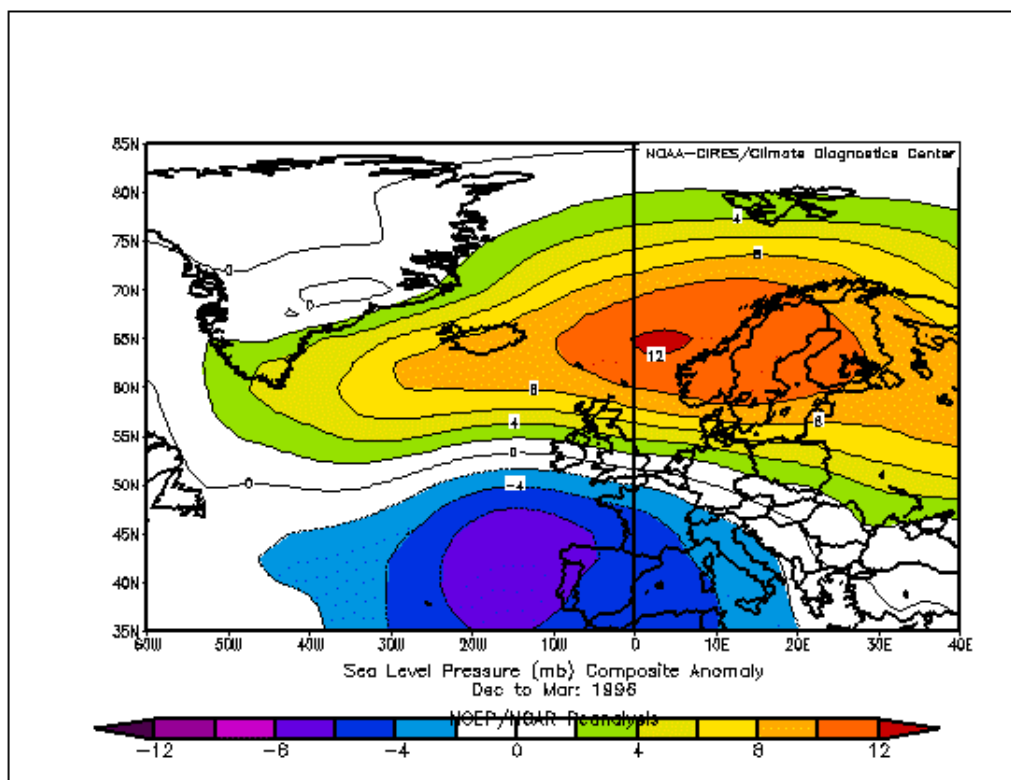 85N
NOAA-CIRES/Climate Diagnostics Center
80N
4
75N
0
8
70N
0
65N
12
60N
8
4
8
55N
0
50N
0
-4
45N
40N
35N
60W 50W 40W 30W 20W 10W 0 10E 20E 30E 40E
Sea Level Pressure (mb) Composite Anomaly
Dec to Mar: 1996
NCEP/NCAR Reanalysis
-12 -8 -4 0 4 8 12